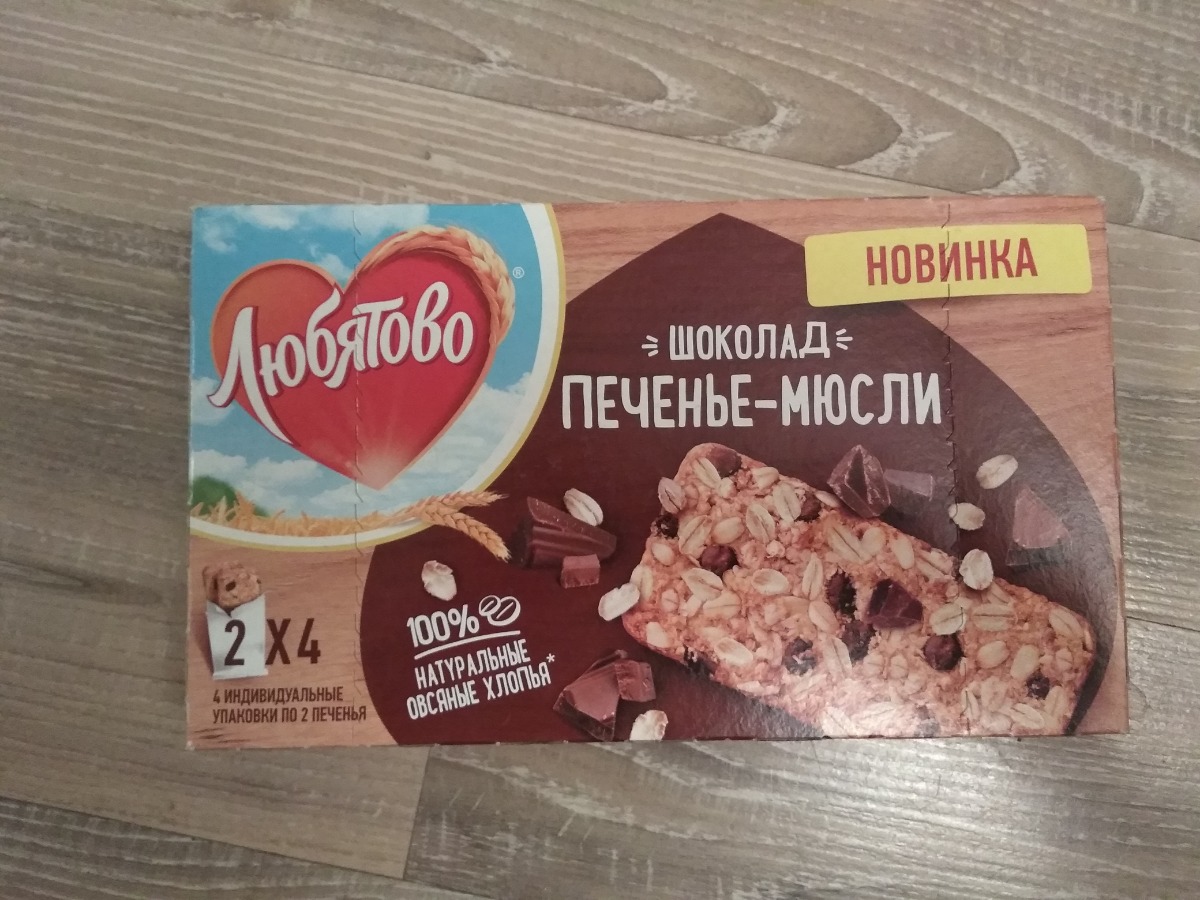 Любятово
®
НОВИНКА
ШОКОЛАД
ПЕЧЕНЬЕ-МЮСЛИ
100%
НАТУРАЛЬНЫЕ
ОВСЯНЫЕ ХЛОПЬЯ*
2 X 4
4 ИНДИВИДУАЛЬНЫЕ
УПАКОВКИ ПО 2 ПЕЧЕНЬЯ